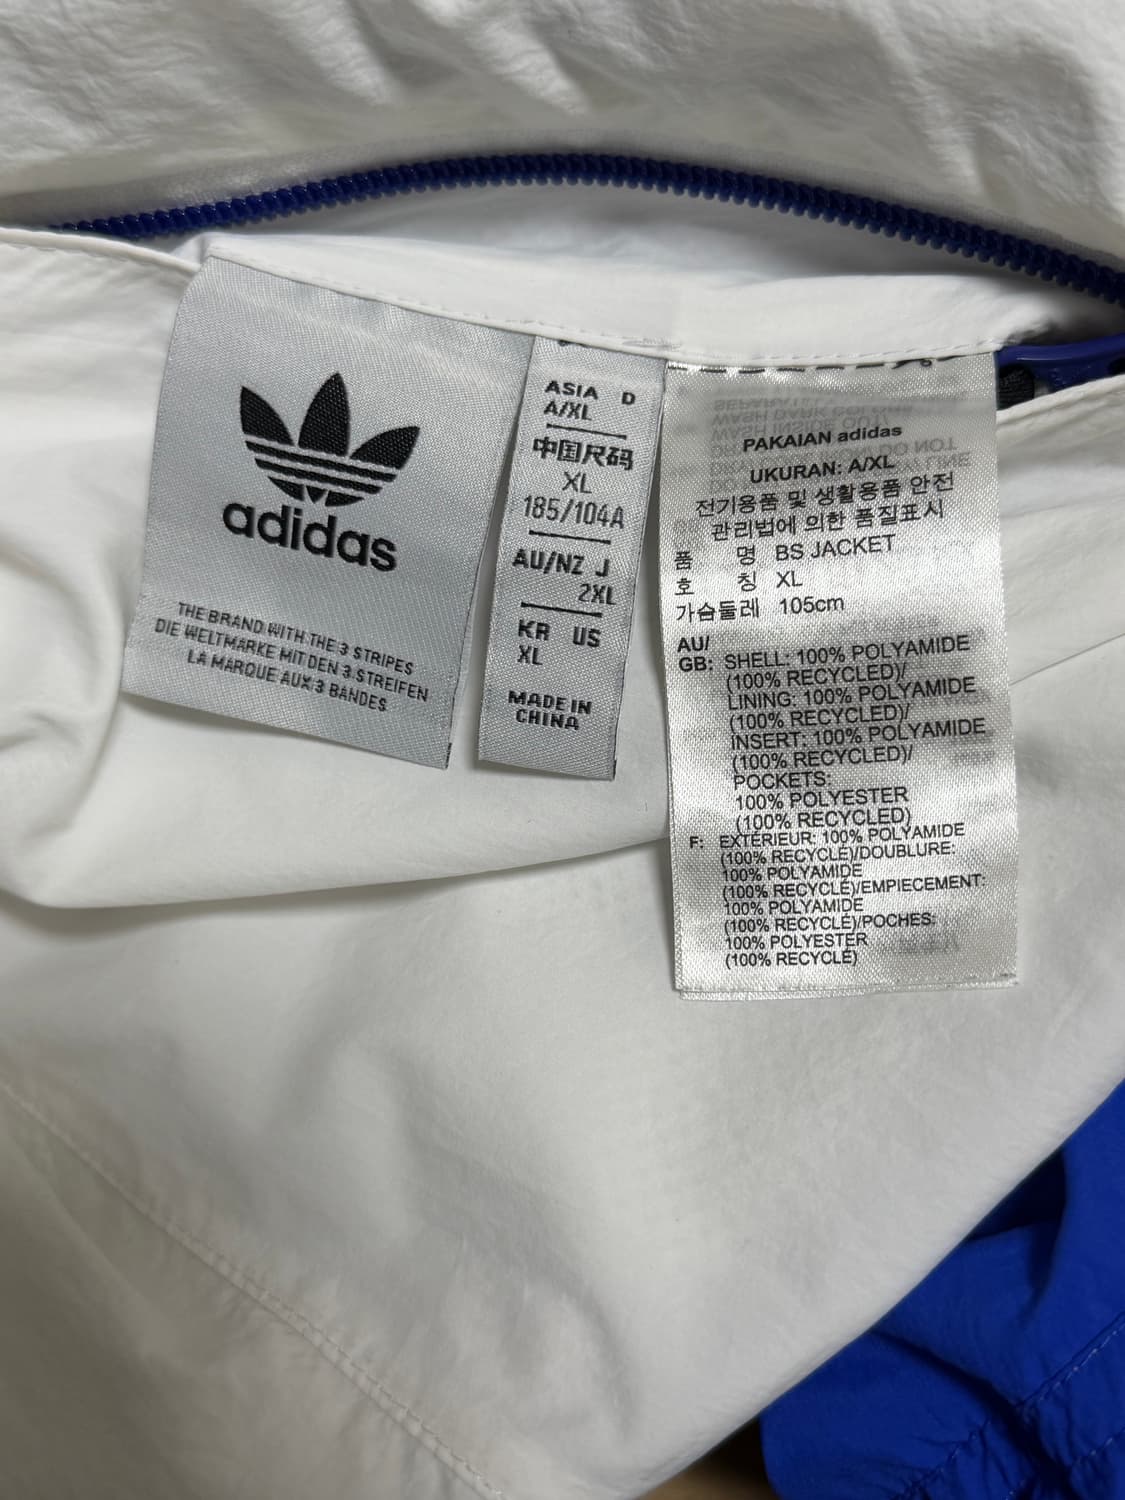 adidas
THE BRAND WITH THE 3 STRIPES
DIE WELTMARKE MIT DEN 3 STREIFEN
LA MARQUE AUX 3 BANDES
ASIA D
A/XL
中国尺码
XL
185/104A
AU/NZ J
2XL
KR US
XL
MADE IN
CHINA
PAKAIAN adidas
UKURAN: A/XL
전기용품 및 생활용품 안전
관리법에 의한 품질표시
품 명 BS JACKET
호 칭 XL
가슴둘레 105cm
AU/
GB: SHELL: 100% POLYAMIDE
(100% RECYCLED)/
LINING: 100% POLYAMIDE
(100% RECYCLED)/
INSERT: 100% POLYAMIDE
(100% RECYCLED)/
POCKETS:
100% POLYESTER
(100% RECYCLED)
F: EXTÉRIEUR: 100% POLYAMIDE
(100% RECYCLÉ)/DOUBLURE:
100% POLYAMIDE
(100% RECYCLÉ)/EMPIECEMENT:
100% POLYAMIDE
(100% RECYCLÉ)/POCHES:
100% POLYESTER
(100% RECYCLÉ)